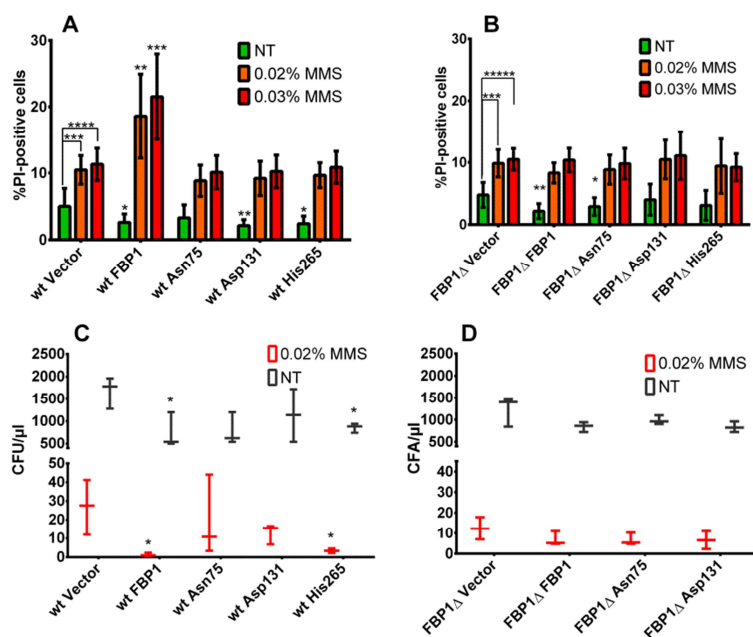 A
30
20
10
0
%PI-positive cells
NT
0.02% MMS
0.03% MMS
***
****
*
**
***
**
*
wt Vector
wt FBP1
wt Asn75
wt Asp131
wt His265
B
30
20
10
0
%PI-positive cells
NT
0.02% MMS
0.03% MMS
*****
***
**
*
FBP1Δ Vector
FBP1Δ FBP1
FBP1Δ Asn75
FBP1Δ Asp131
FBP1Δ His265
C
2500
2000
1500
1000
500
50
40
30
20
10
0
CFU/µl
0.02% MMS
NT
*
*
*
*
wt Vector
wt FBP1
wt Asn75
wt Asp131
wt His265
D
2500
2000
1500
1000
500
50
40
30
20
10
0
CFA/µl
0.02% MMS
NT
FBP1Δ Vector
FBP1Δ FBP1
FBP1Δ Asn75
FBP1Δ Asp131